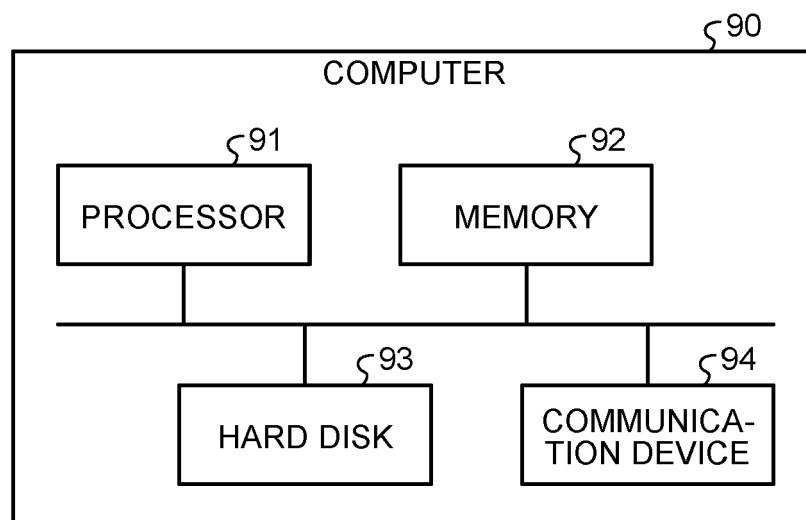 90
COMPUTER
91
PROCESSOR
92
MEMORY
93
HARD DISK
94
COMMUNICA-
TION DEVICE